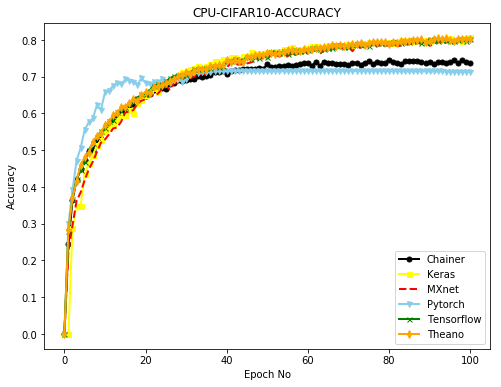 CPU-CIFAR10-ACCURACY
Accuracy
0.8
0.7
0.6
0.5
0.4
0.3
0.2
0.1
0.0
Chainer
Keras
MXnet
Pytorch
Tensorflow
Theano
0 20 40 60 80 100
Epoch No